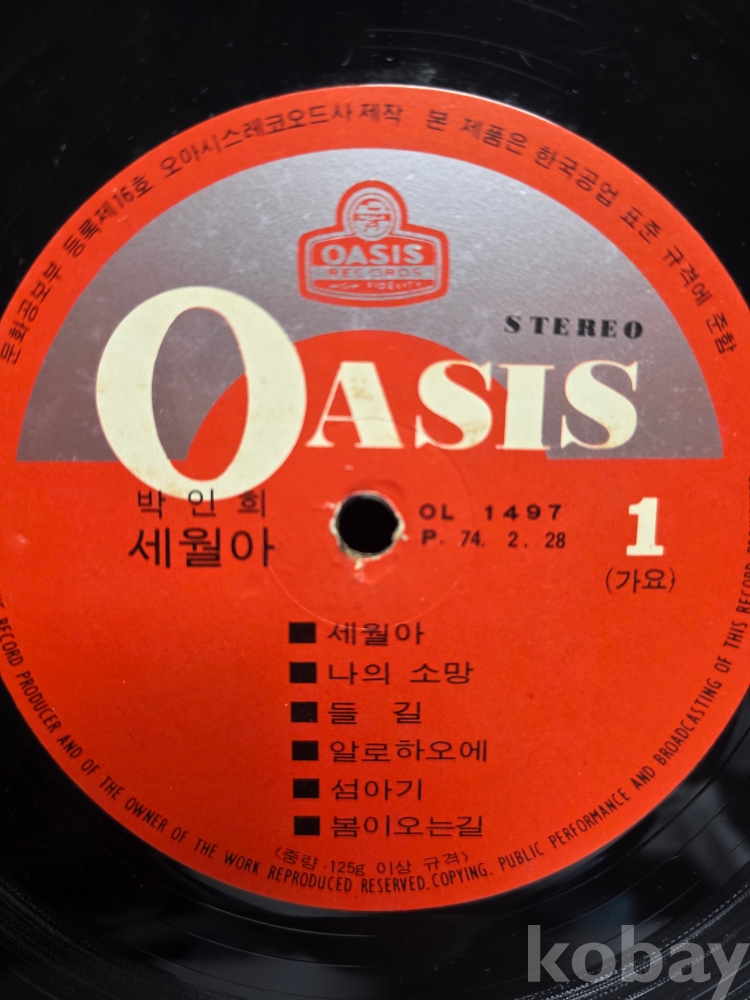 문화공보부 등록제16호 오아시스레코오드사 제작 본 제품은 한국공업 표준 규격에 준함
OASIS
RECORDS
HIGH FIDELITY
STEREO
OASIS
박인희
세월아
OL 1497
P. 74. 2. 28
1
(가요)
■ 세월아
■ 나의 소망
■ 들 길
■ 알로하오에
■ 섬아기
■ 봄이오는길
〈중량 ·125g 이상 규격〉
RECORD PRODUCER AND OF THE OWNER OF THE WORK REPRODUCED RESERVED. COPYING, PUBLIC PERFORMANCE AND BROADCASTING OF THIS RECORD
kobay